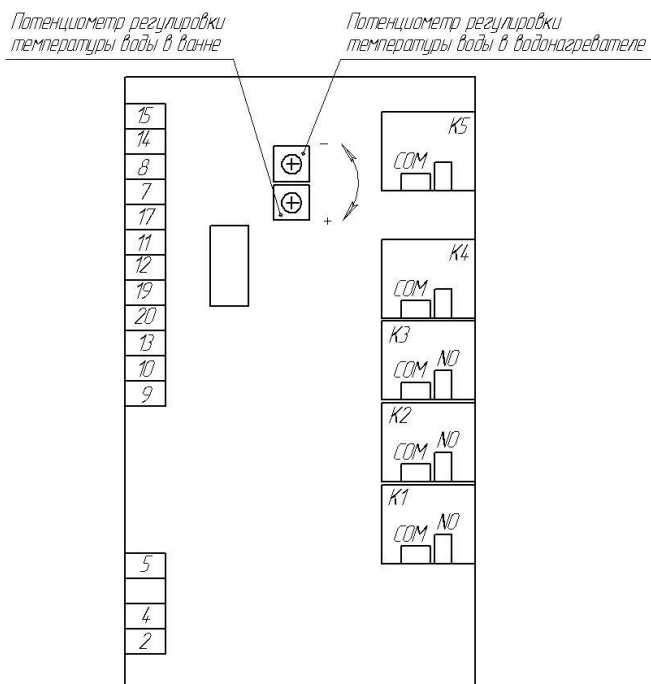 Потенциометр регулировки
температуры воды в ванне
Потенциометр регулировки
температуры воды в водонагревателе
15
14
8
7
17
11
12
19
20
13
10
9
5
4
2
−
+
K5
COM
K4
COM
K3
COM NO
K2
COM NO
K1
COM NO